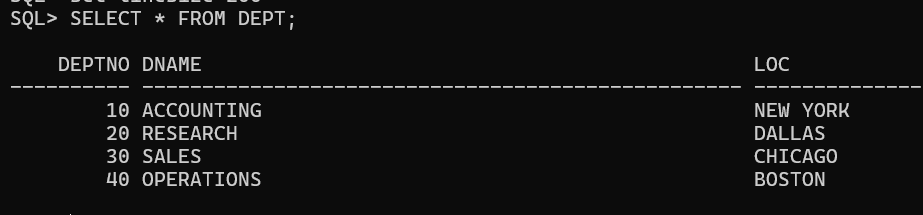 SQL> SELECT * FROM DEPT;
DEPTNO DNAME LOC
---------- -------------------------------------------------- --------------
10 ACCOUNTING NEW YORK
20 RESEARCH DALLAS
30 SALES CHICAGO
40 OPERATIONS BOSTON